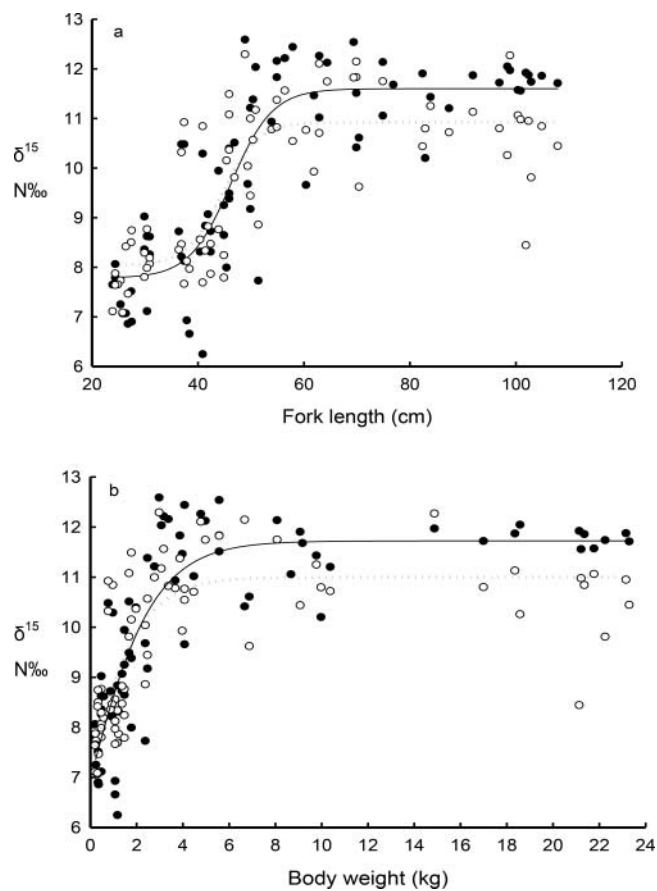 a
13
12
11
10
9
8
7
6
δ¹⁵
N‰
20 40 60 80 100 120
Fork length (cm)
b
13
12
11
10
9
8
7
6
δ¹⁵
N‰
0 2 4 6 8 10 12 14 16 18 20 22 24
Body weight (kg)